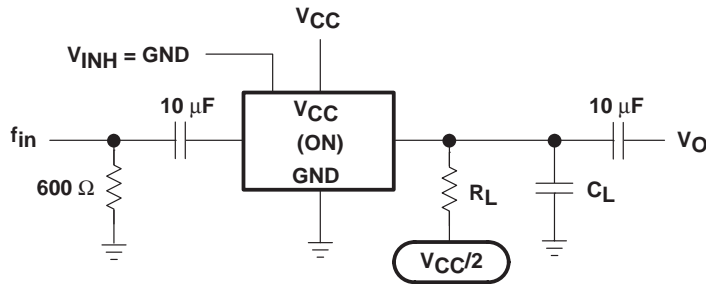 VCC
VINH = GND
10 μF
VCC
10 μF
fin
(ON)
VO
GND
600 Ω
RL
CL
VCC/2